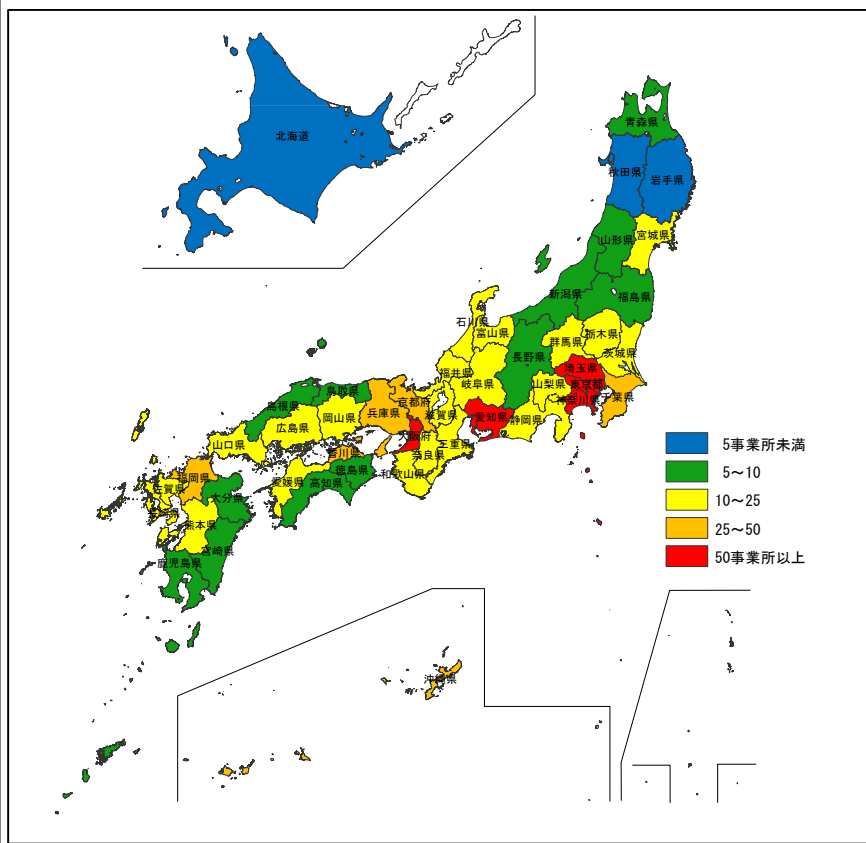 北海道
青森県
秋田県
岩手県
山形県
宮城県
新潟県
福島県
石川県
富山県
群馬県
栃木県
茨城県
長野県
福井県
岐阜県
山梨県
埼玉県
東京都
神奈川県
千葉県
鳥取県
島根県
岡山県
広島県
山口県
兵庫県
京都府
滋賀県
愛知県
静岡県
大阪府
三重県
奈良県
和歌山県
香川県
徳島県
愛媛県
高知県
福岡県
佐賀県
大分県
熊本県
宮崎県
鹿児島県
沖縄県
5事業所未満
5～10
10～25
25～50
50事業所以上